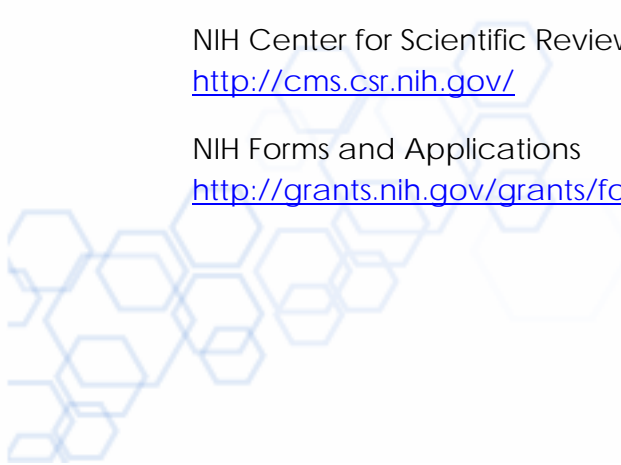 NIH Center for Scientific Review
http://cms.csr.nih.gov/
NIH Forms and Applications
http://grants.nih.gov/grants/fo